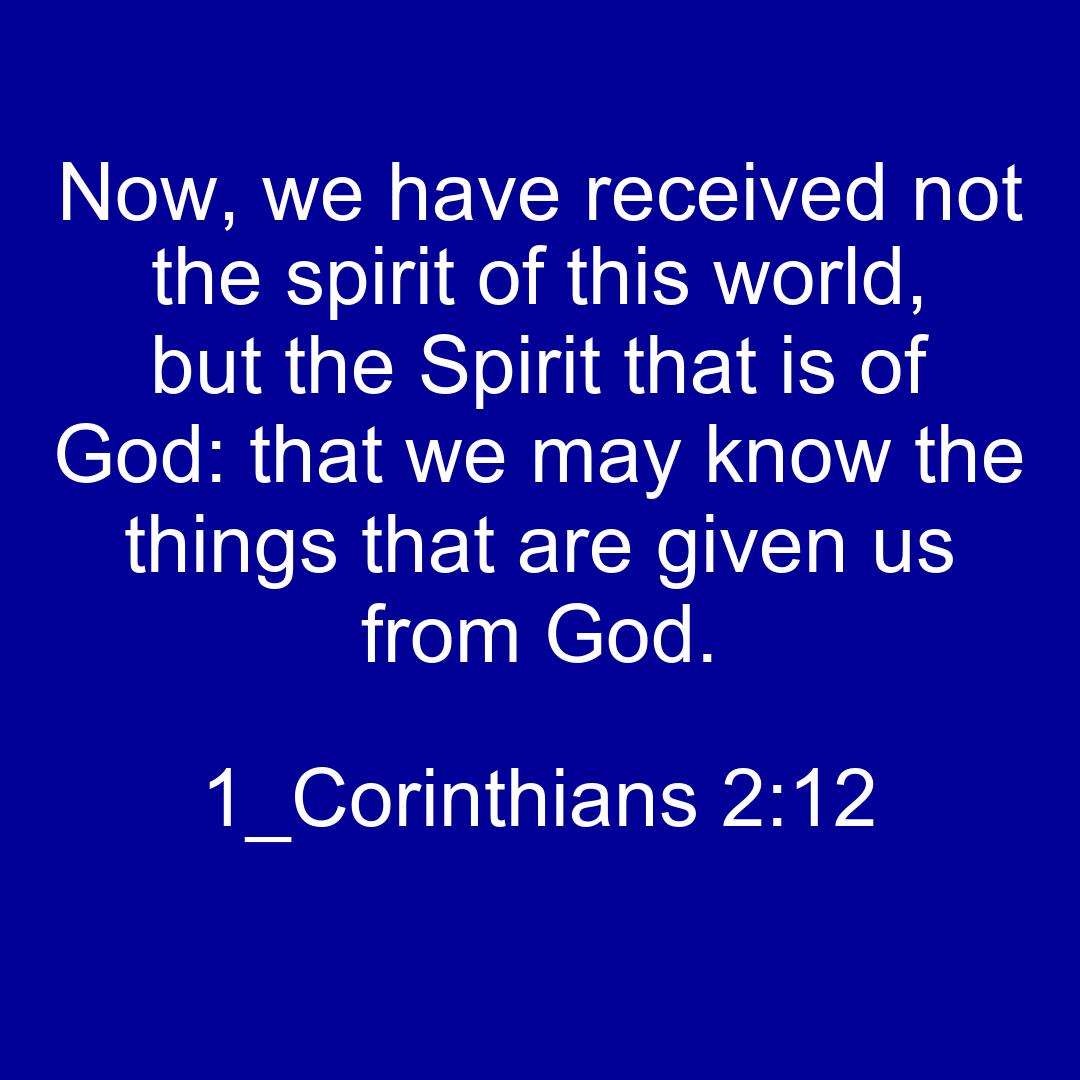 Now, we have received not
the spirit of this world,
but the Spirit that is of
God: that we may know the
things that are given us
from God.
1_Corinthians 2:12